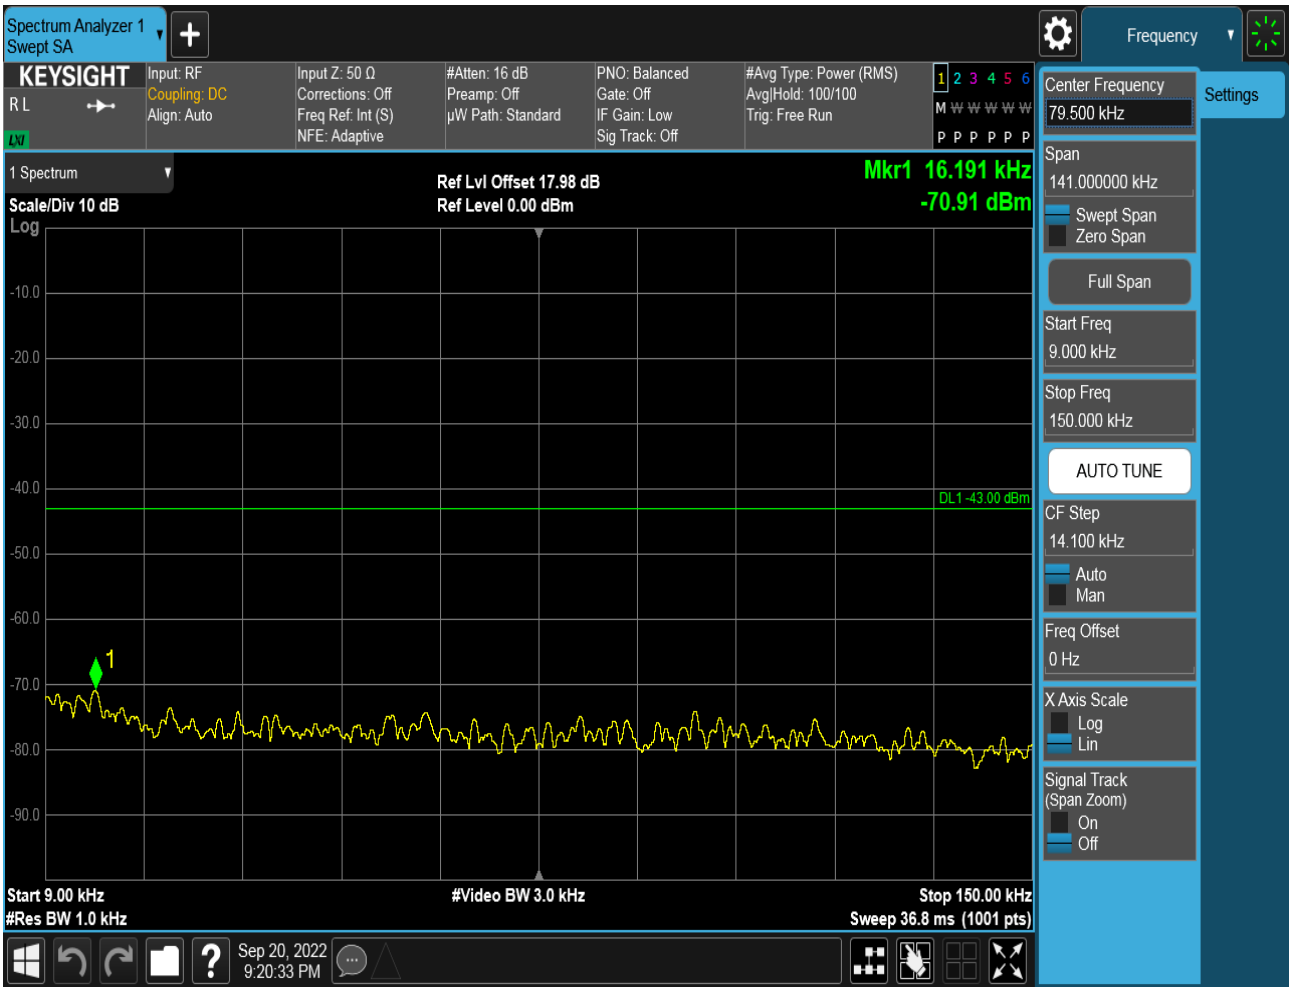 Spectrum Analyzer 1
Swept SA
Frequency
KEYSIGHT
R L
LXI
Input: RF
Coupling: DC
Align: Auto
Input Z: 50 Ω
Corrections: Off
Freq Ref: Int (S)
NFE: Adaptive
#Atten: 16 dB
Preamp: Off
µW Path: Standard
PNO: Balanced
Gate: Off
IF Gain: Low
Sig Track: Off
#Avg Type: Power (RMS)
Avg|Hold: 100/100
Trig: Free Run
1 2 3 4 5 6
M W W W W W
P P P P P P
1 Spectrum
Scale/Div 10 dB
Log
Ref Lvl Offset 17.98 dB
Ref Level 0.00 dBm
Mkr1 16.191 kHz
-70.91 dBm
-10.0
-20.0
-30.0
-40.0
DL1 -43.00 dBm
-50.0
-60.0
1
-70.0
-80.0
-90.0
Start 9.00 kHz
#Res BW 1.0 kHz
#Video BW 3.0 kHz
Stop 150.00 kHz
Sweep 36.8 ms (1001 pts)
Center Frequency
79.500 kHz
Settings
Span
141.000000 kHz
Swept Span
Zero Span
Full Span
Start Freq
9.000 kHz
Stop Freq
150.000 kHz
AUTO TUNE
CF Step
14.100 kHz
Auto
Man
Freq Offset
0 Hz
X Axis Scale
Log
Lin
Signal Track
(Span Zoom)
On
Off
?
Sep 20, 2022
9:20:33 PM